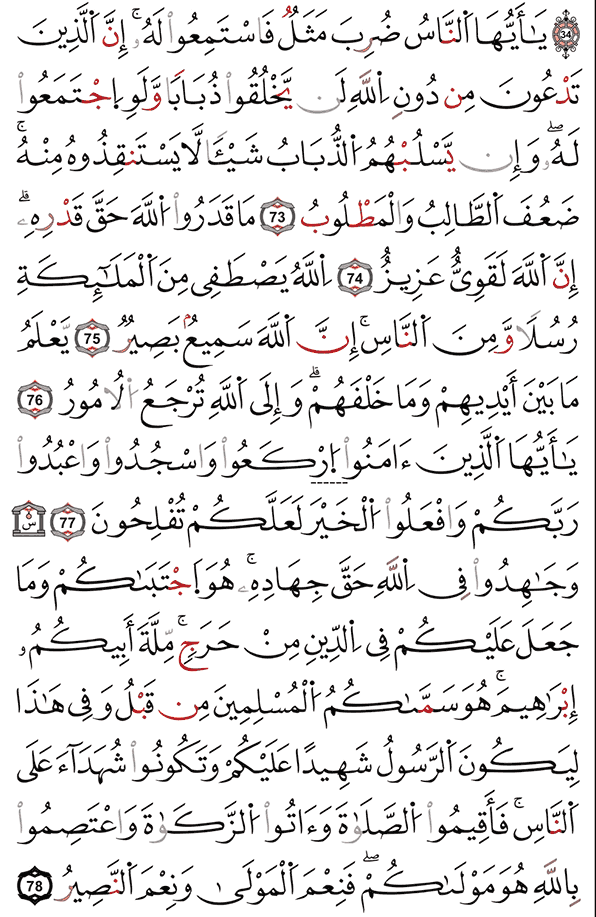 34 يَـٰٓأَيُّهَا ٱلنَّاسُ ضُرِبَ مَثَلٌ فَٱسْتَمِعُوا۟ لَهُۥٓ ۚ إِنَّ ٱلَّذِينَ
تَدْعُونَ مِن دُونِ ٱللَّهِ لَن يَخْلُقُوا۟ ذُبَابًا وَلَوِ ٱجْتَمَعُوا۟
لَهُۥ ۖ وَإِن يَسْلُبْهُمُ ٱلذُّبَابُ شَيْـًٔا لَّا يَسْتَنقِذُوهُ مِنْهُ ۚ
ضَعُفَ ٱلطَّالِبُ وَٱلْمَطْلُوبُ 73 مَا قَدَرُوا۟ ٱللَّهَ حَقَّ قَدْرِهِۦٓ ۗ
إِنَّ ٱللَّهَ لَقَوِىٌّ عَزِيزٌ 74 ٱللَّهُ يَصْطَفِى مِنَ ٱلْمَلَـٰٓئِكَةِ
رُسُلًا وَمِنَ ٱلنَّاسِ ۚ إِنَّ ٱللَّهَ سَمِيعٌۢ بَصِيرٌ 75 يَعْلَمُ
مَا بَيْنَ أَيْدِيهِمْ وَمَا خَلْفَهُمْ ۗ وَإِلَى ٱللَّهِ تُرْجَعُ ٱلْأُمُورُ 76
يَـٰٓأَيُّهَا ٱلَّذِينَ ءَامَنُوا۟ ٱرْكَعُوا۟ وَٱسْجُدُوا۟ وَٱعْبُدُوا۟
رَبَّكُمْ وَٱفْعَلُوا۟ ٱلْخَيْرَ لَعَلَّكُمْ تُفْلِحُونَ 77 س
وَجَـٰهِدُوا۟ فِى ٱللَّهِ حَقَّ جِهَادِهِۦ ۚ هُوَ ٱجْتَبَىٰكُمْ وَمَا
جَعَلَ عَلَيْكُمْ فِى ٱلدِّينِ مِنْ حَرَجٍ ۚ مِّلَّةَ أَبِيكُمُۥٓ
إِبْرَٰهِيمَ ۚ هُوَ سَمَّىٰكُمُ ٱلْمُسْلِمِينَ مِن قَبْلُ وَفِى هَـٰذَا
لِيَكُونَ ٱلرَّسُولُ شَهِيدًا عَلَيْكُمْ وَتَكُونُوا۟ شُهَدَآءَ عَلَى
ٱلنَّاسِ ۚ فَأَقِيمُوا۟ ٱلصَّلَوٰةَ وَءَاتُوا۟ ٱلزَّكَوٰةَ وَٱعْتَصِمُوا۟
بِٱللَّهِ هُوَ مَوْلَىٰكُمْ ۖ فَنِعْمَ ٱلْمَوْلَىٰ وَنِعْمَ ٱلنَّصِيرُ 78